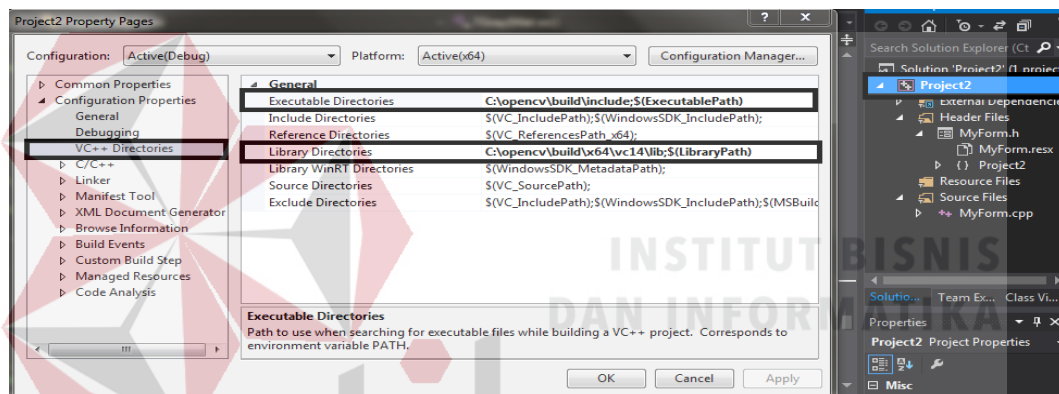 Project2 Property Pages
? x
Configuration: Active(Debug) Platform: Active(x64) Configuration Manager...
Common Properties
Configuration Properties
General
Debugging
VC++ Directories
C/C++
Linker
Manifest Tool
XML Document Generator
Browse Information
Build Events
Custom Build Step
Managed Resources
Code Analysis
General
Executable Directories C:\opencv\build\include;$(ExecutablePath)
Include Directories $(VC_IncludePath);$(WindowsSDK_IncludePath);
Reference Directories $(VC_ReferencesPath_x64);
Library Directories C:\opencv\build\x64\vc14\lib;$(LibraryPath)
Library WinRT Directories $(WindowsSDK_MetadataPath);
Source Directories $(VC_SourcePath);
Exclude Directories $(VC_IncludePath);$(WindowsSDK_IncludePath);$(MSBuild
Executable Directories
Path to use when searching for executable files while building a VC++ project. Corresponds to
environment variable PATH.
OK Cancel Apply
Search Solution Explorer (Ct
Solution 'Project2' (1 project
Project2
External Dependencie
Header Files
MyForm.h
MyForm.resx
{ } Project2
Resource Files
Source Files
++ MyForm.cpp
Solutio... Team Ex... Class Vi...
Properties
Project2 Project Properties
Misc
INSTITUT BISNIS
DAN INFORMATIKA